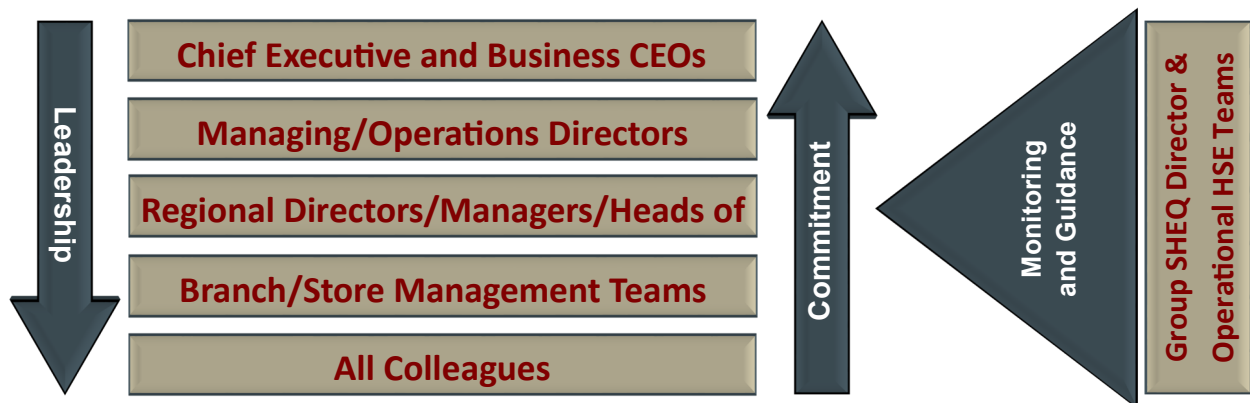 Leadership
Chief Executive and Business CEOs
Managing/Operations Directors
Regional Directors/Managers/Heads of
Branch/Store Management Teams
All Colleagues
Commitment
Monitoring
and Guidance
Group SHEQ Director &
Operational HSE Teams